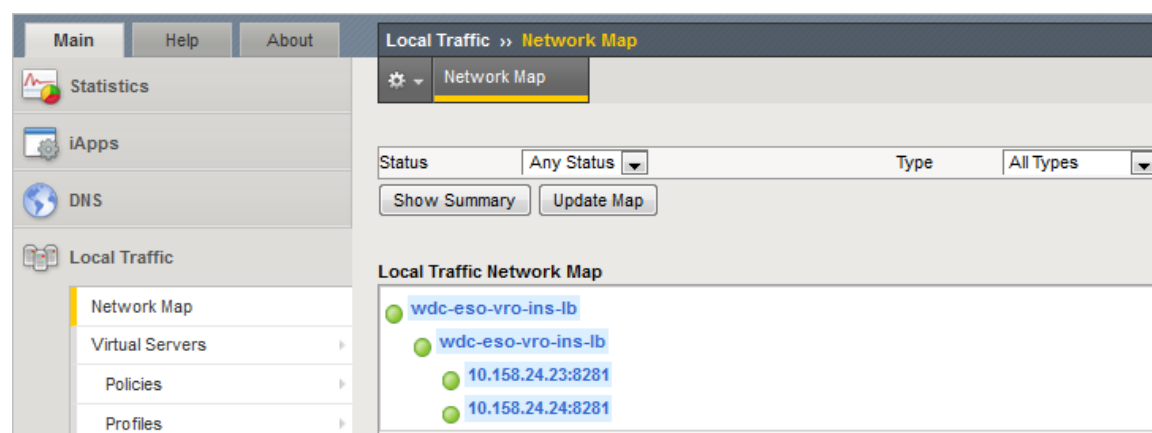 Main Help About
Local Traffic ›› Network Map
Network Map
Statistics
iApps
DNS
Local Traffic
Network Map
Virtual Servers
Policies
Profiles
Status Any Status Type All Types
Show Summary Update Map
Local Traffic Network Map
wdc-eso-vro-ins-lb
wdc-eso-vro-ins-lb
10.158.24.23:8281
10.158.24.24:8281